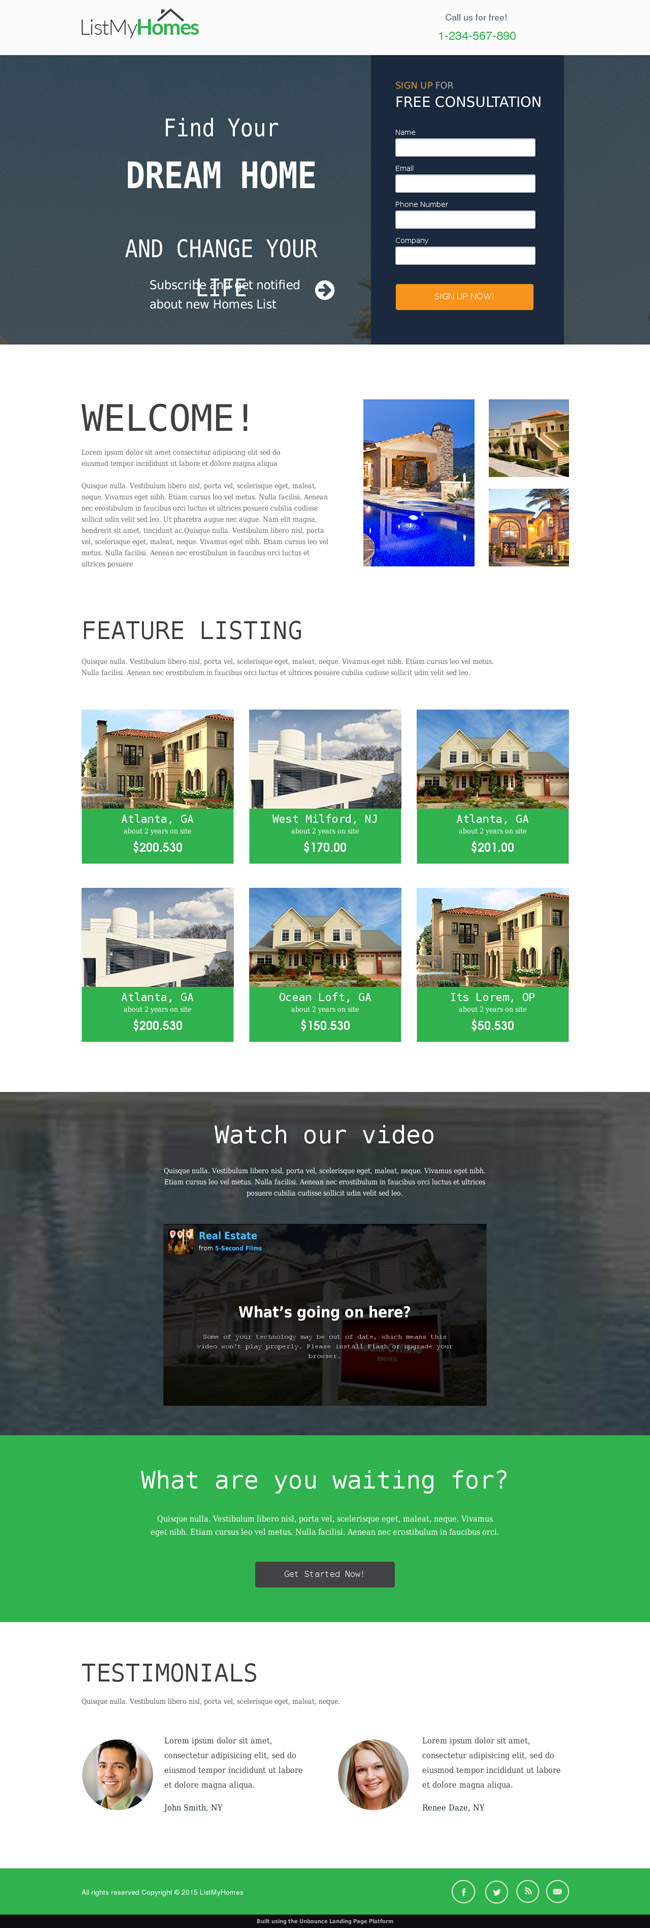 ListMyHomes
Call us for free!
1-234-567-890
Find Your
DREAM HOME
AND CHANGE YOUR
LIFE
Subscribe and get notified
about new Homes List
SIGN UP FOR
FREE CONSULTATION
Name
Email
Phone Number
Company
SIGN UP NOW!
WELCOME!
Lorem ipsum dolor sit amet consectetur adipiscing elit sed do
eiusmod tempor incididunt ut labore et dolore magna aliqua
Quisque nulla. Vestibulum libero nisl, porta vel, scelerisque eget, maleat,
neque. Vivamus eget nibh. Etiam cursus leo vel metus. Nulla facilisi. Aenean
nec erostibulum in faucibus orci luctus et ultrices posuere cubilia cudisse
sollicit udin velit sed leo. Ut pharetra augue nec augue. Nam elit magna,
hendrerit sit amet, tincidunt ac.Quisque nulla. Vestibulum libero nisl, porta
vel, scelerisque eget, maleat, neque. Vivamus eget nibh. Etiam cursus leo vel
metus. Nulla facilisi. Aenean nec erostibulum in faucibus orci luctus et
ultrices posuere
FEATURE LISTING
Quisque nulla. Vestibulum libero nisl, porta vel, scelerisque eget, maleat, neque. Vivamus eget nibh. Etiam cursus leo vel metus.
Nulla facilisi. Aenean nec erostibulum in faucibus orci luctus et ultrices posuere cubilia cudisse sollicit udin velit sed leo.
Atlanta, GA
about 2 years on site
$200.530
West Milford, NJ
about 2 years on site
$170.00
Atlanta, GA
about 2 years on site
$201.00
Atlanta, GA
about 2 years on site
$200.530
Ocean Loft, GA
about 2 years on site
$150.530
Its Lorem, OP
about 2 years on site
$50.530
Watch our video
Quisque nulla. Vestibulum libero nisl, porta vel, scelerisque eget, maleat, neque. Vivamus eget nibh.
Etiam cursus leo vel metus. Nulla facilisi. Aenean nec erostibulum in faucibus orci luctus et ultrices
posuere cubilia cudisse sollicit udin velit sed leo.
Real Estate
from 5-Second Films
What's going on here?
Some of your technology may be out of date, which means this
video won't play properly. Please install Flash or upgrade your
browser.
What are you waiting for?
Quisque nulla. Vestibulum libero nisl, porta vel, scelerisque eget, maleat, neque. Vivamus
eget nibh. Etiam cursus leo vel metus. Nulla facilisi. Aenean nec erostibulum in faucibus orci.
Get Started Now!
TESTIMONIALS
Quisque nulla. Vestibulum libero nisl, porta vel, scelerisque eget, maleat, neque.
Lorem ipsum dolor sit amet,
consectetur adipisicing elit, sed do
eiusmod tempor incididunt ut labore
et dolore magna aliqua.
John Smith, NY
Lorem ipsum dolor sit amet,
consectetur adipisicing elit, sed do
eiusmod tempor incididunt ut labore
et dolore magna aliqua.
Renee Daze, NY
All rights reserved Copyright © 2015 ListMyHomes
Built using the Unbounce Landing Page Platform